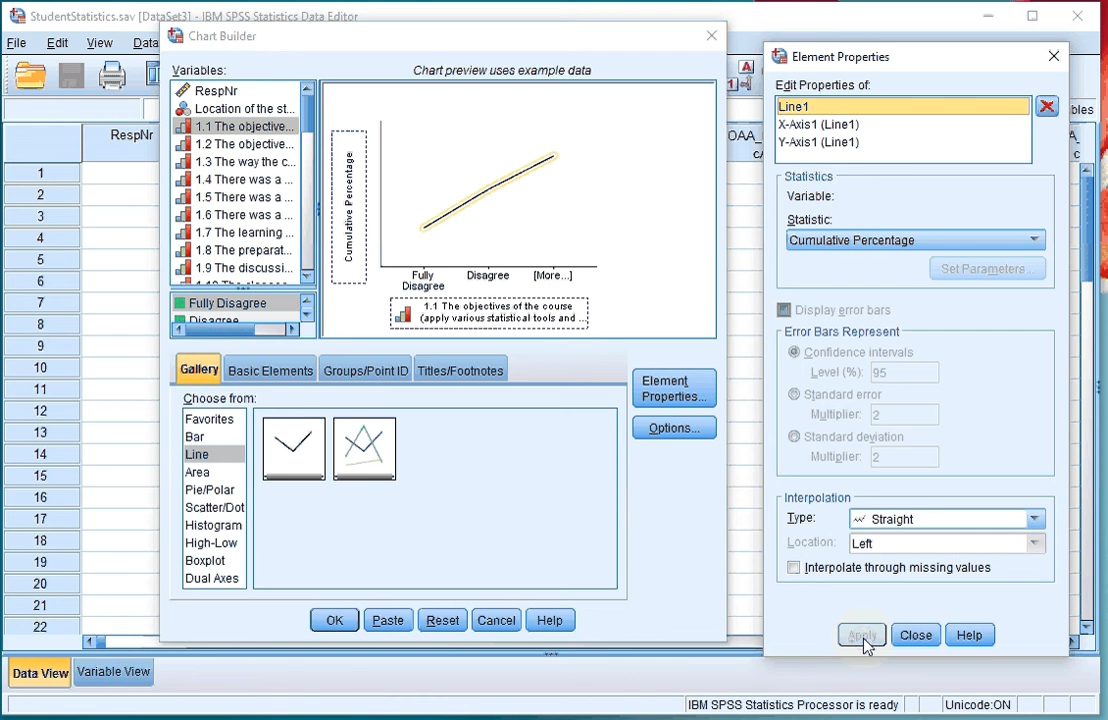 StudentStatistics.sav [DataSet3] - IBM SPSS Statistics Data Editor
File Edit View Data
RespNr
1
2
3
4
5
6
7
8
9
10
11
12
13
14
15
16
17
18
19
20
21
22
Data View Variable View
IBM SPSS Statistics Processor is ready Unicode:ON
Chart Builder
Variables:
RespNr
Location of the st...
1.1 The objective...
1.2 The objective...
1.3 The way the c...
1.4 There was a ...
1.5 There was a ...
1.6 There was a ...
1.7 The learning ...
1.8 The preparat...
1.9 The discussi...
Fully Disagree
Disagree
Chart preview uses example data
Cumulative Percentage
Fully Disagree
Disagree
[More...]
1.1 The objectives of the course
(apply various statistical tools and ...
Gallery Basic Elements Groups/Point ID Titles/Footnotes
Choose from:
Favorites
Bar
Line
Area
Pie/Polar
Scatter/Dot
Histogram
High-Low
Boxplot
Dual Axes
Element
Properties...
Options...
OK Paste Reset Cancel Help
Element Properties
Edit Properties of:
Line1
X-Axis1 (Line1)
Y-Axis1 (Line1)
Statistics
Variable:
Statistic:
Cumulative Percentage
Set Parameters...
Display error bars
Error Bars Represent
Confidence intervals
Level (%): 95
Standard error
Multiplier: 2
Standard deviation
Multiplier: 2
Interpolation
Type: Straight
Location: Left
Interpolate through missing values
Apply Close Help